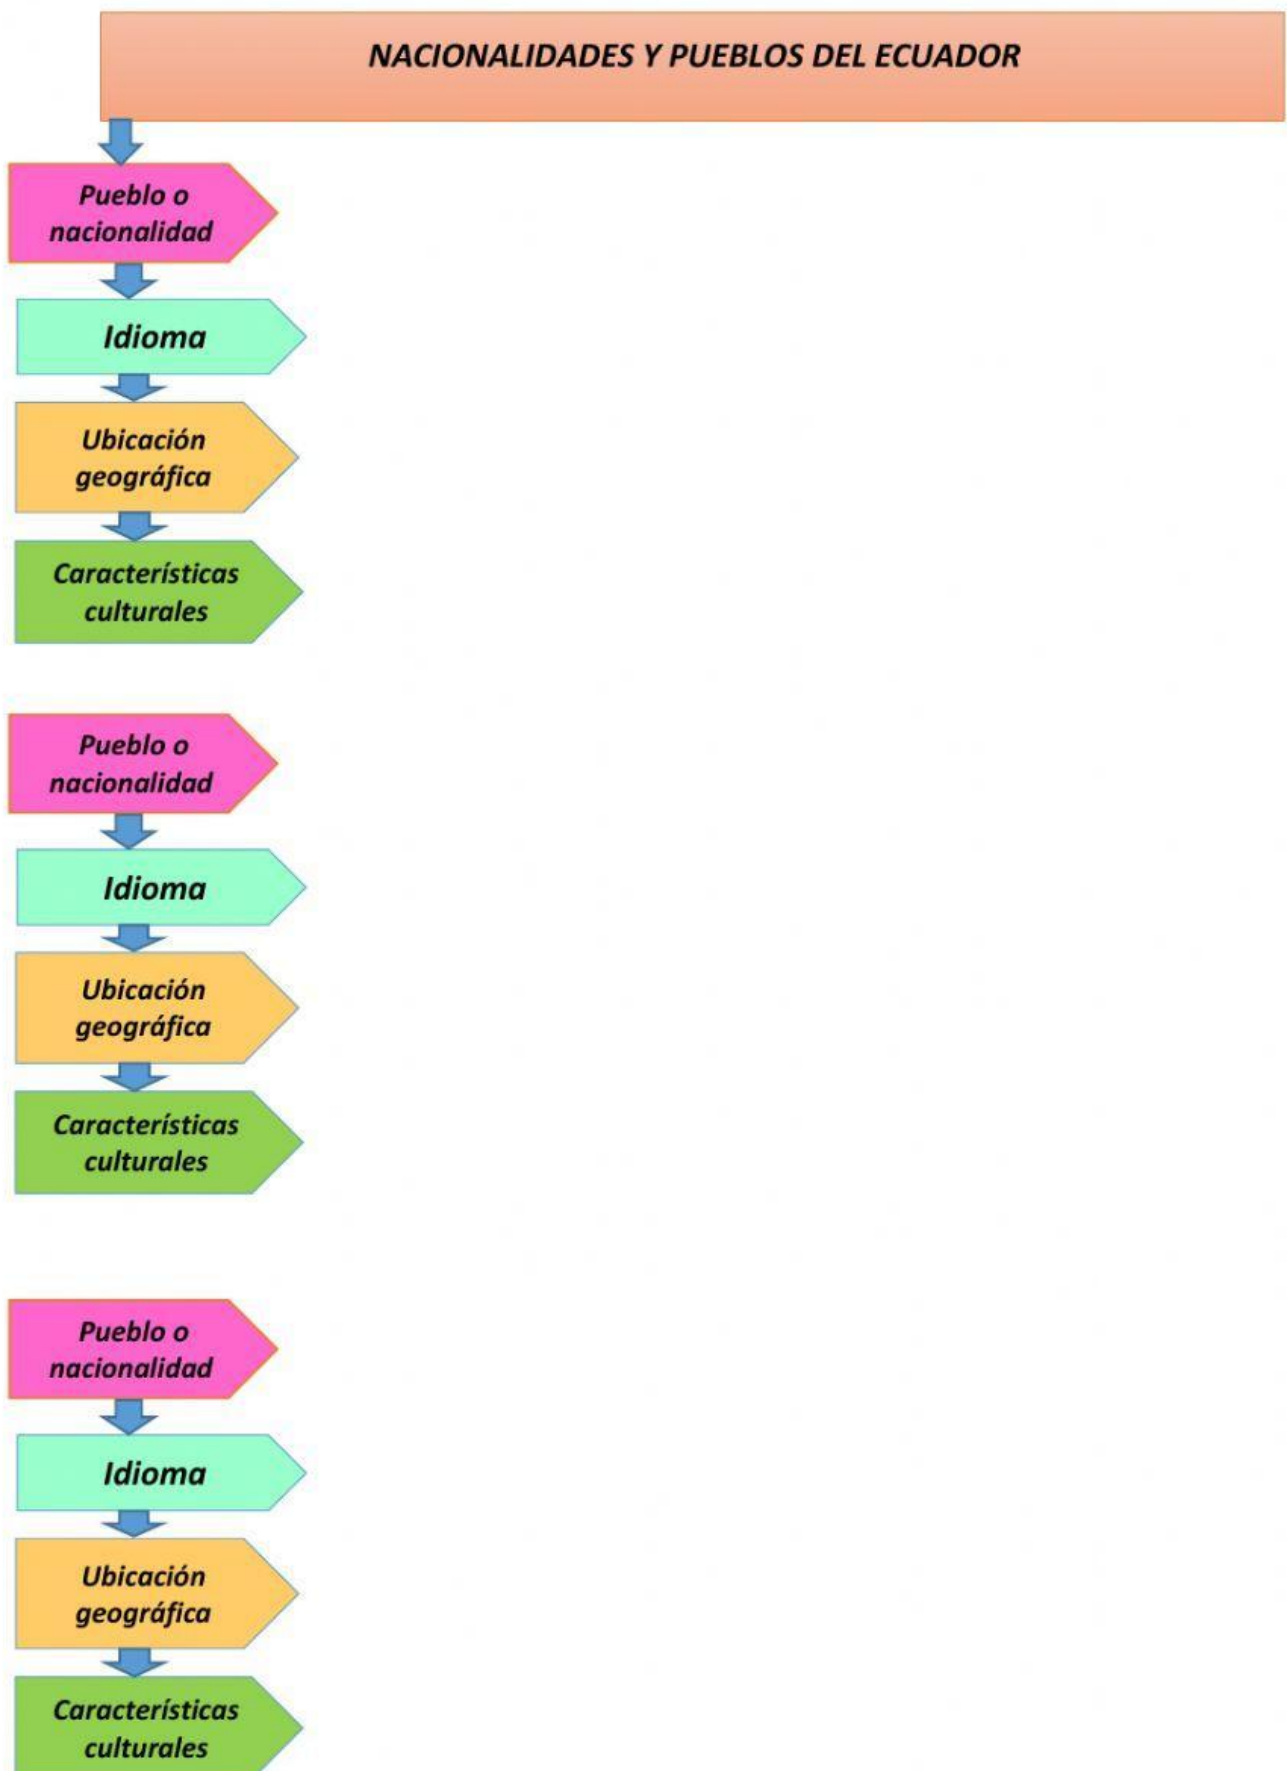 NACIONALIDADES Y PUEBLOS DEL ECUADOR
Pueblo o
nacionalidad
Idioma
Ubicación
geográfica
Características
culturales
Pueblo o
nacionalidad
Idioma
Ubicación
geográfica
Características
culturales
Pueblo o
nacionalidad
Idioma
Ubicación
geográfica
Características
culturales